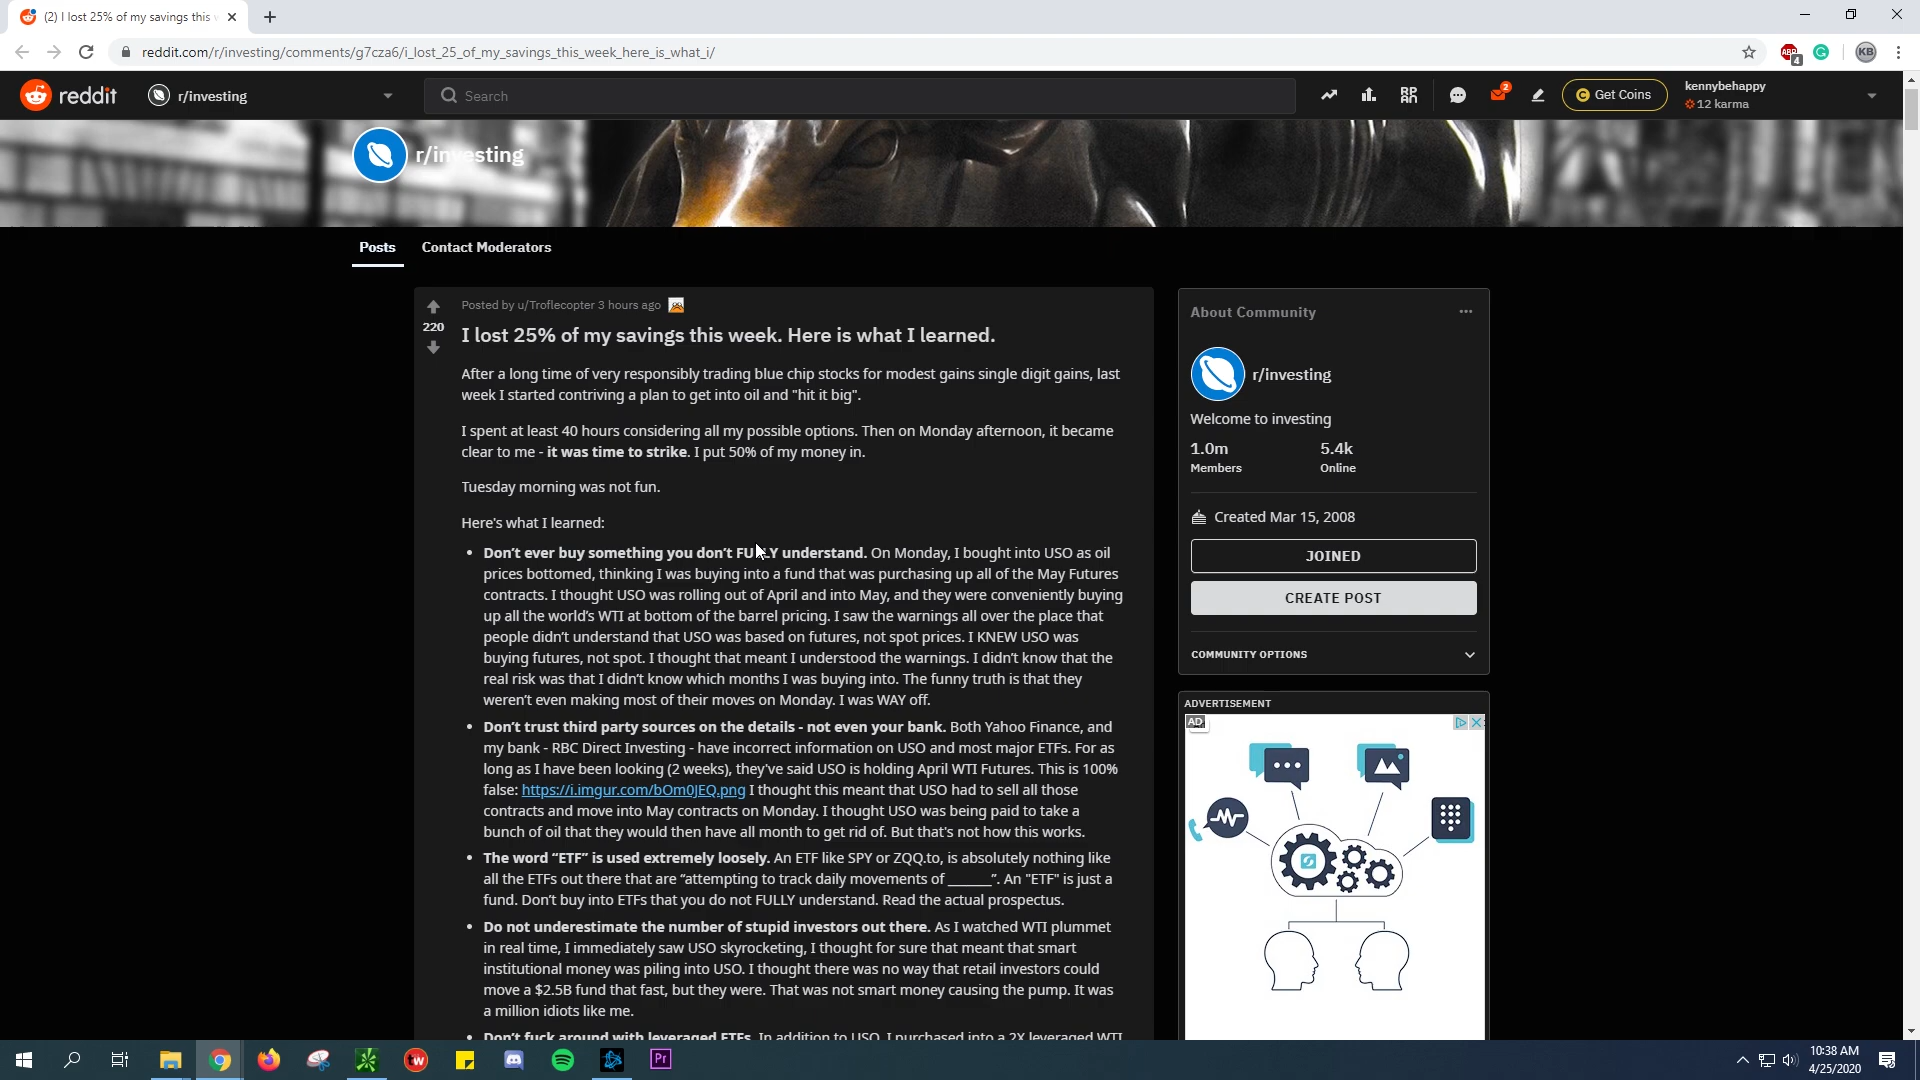 (2) I lost 25% of my savings this
reddit.com/r/investing/comments/g7cza6/i_lost_25_of_my_savings_this_week_here_is_what_i/
ABP
4
KB
reddit
r/investing
Search
2
Get Coins
kennybehappy
12 karma
r/investing
Posts
Contact Moderators
Posted by u/Troflecopter 3 hours ago
220
I lost 25% of my savings this week. Here is what I learned.
After a long time of very responsibly trading blue chip stocks for modest gains single digit gains, last
week I started contriving a plan to get into oil and "hit it big".
I spent at least 40 hours considering all my possible options. Then on Monday afternoon, it became
clear to me - it was time to strike. I put 50% of my money in.
Tuesday morning was not fun.
Here's what I learned:
• Don't ever buy something you don't FULLY understand. On Monday, I bought into USO as oil
prices bottomed, thinking I was buying into a fund that was purchasing up all of the May Futures
contracts. I thought USO was rolling out of April and into May, and they were conveniently buying
up all the world's WTI at bottom of the barrel pricing. I saw the warnings all over the place that
people didn't understand that USO was based on futures, not spot prices. I KNEW USO was
buying futures, not spot. I thought that meant I understood the warnings. I didn't know that the
real risk was that I didn't know which months I was buying into. The funny truth is that they
weren't even making most of their moves on Monday. I was WAY off.
• Don't trust third party sources on the details - not even your bank. Both Yahoo Finance, and
my bank - RBC Direct Investing - have incorrect information on USO and most major ETFs. For as
long as I have been looking (2 weeks), they've said USO is holding April WTI Futures. This is 100%
false: https://i.imgur.com/bOm0JEQ.png I thought this meant that USO had to sell all those
contracts and move into May contracts on Monday. I thought USO was being paid to take a
bunch of oil that they would then have all month to get rid of. But that's not how this works.
• The word “ETF” is used extremely loosely. An ETF like SPY or ZQQ.to, is absolutely nothing like
all the ETFs out there that are “attempting to track daily movements of ______”. An "ETF" is just a
fund. Don't buy into ETFs that you do not FULLY understand. Read the actual prospectus.
• Do not underestimate the number of stupid investors out there. As I watched WTI plummet
in real time, I immediately saw USO skyrocketing, I thought for sure that meant that smart
institutional money was piling into USO. I thought there was no way that retail investors could
move a $2.5B fund that fast, but they were. That was not smart money causing the pump. It was
a million idiots like me.
• Don't fuck around with leveraged ETFs. In addition to USO, I purchased into a 2X leveraged WTI
About Community
r/investing
Welcome to investing
1.0m
5.4k
Members
Online
Created Mar 15, 2008
JOINED
CREATE POST
COMMUNITY OPTIONS
ADVERTISEMENT
AD
tw
Pr
10:38 AM
4/25/2020